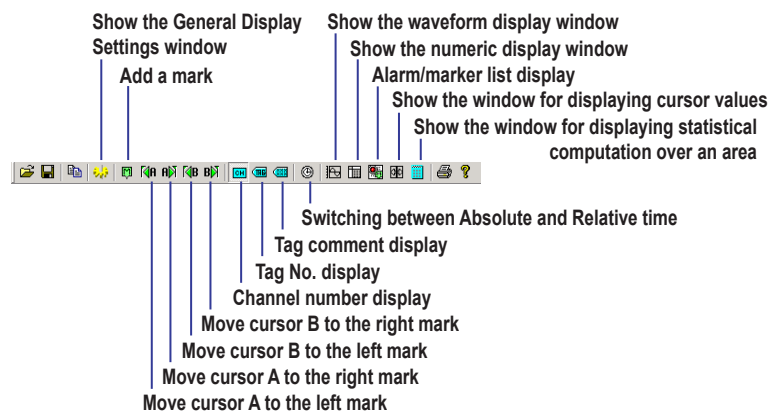 Show the General Display
Settings window
Add a mark
Show the waveform display window
Show the numeric display window
Alarm/marker list display
Show the window for displaying cursor values
Show the window for displaying statistical
computation over an area
A A B B CH
Switching between Absolute and Relative time
Tag comment display
Tag No. display
Channel number display
Move cursor B to the right mark
Move cursor B to the left mark
Move cursor A to the right mark
Move cursor A to the left mark